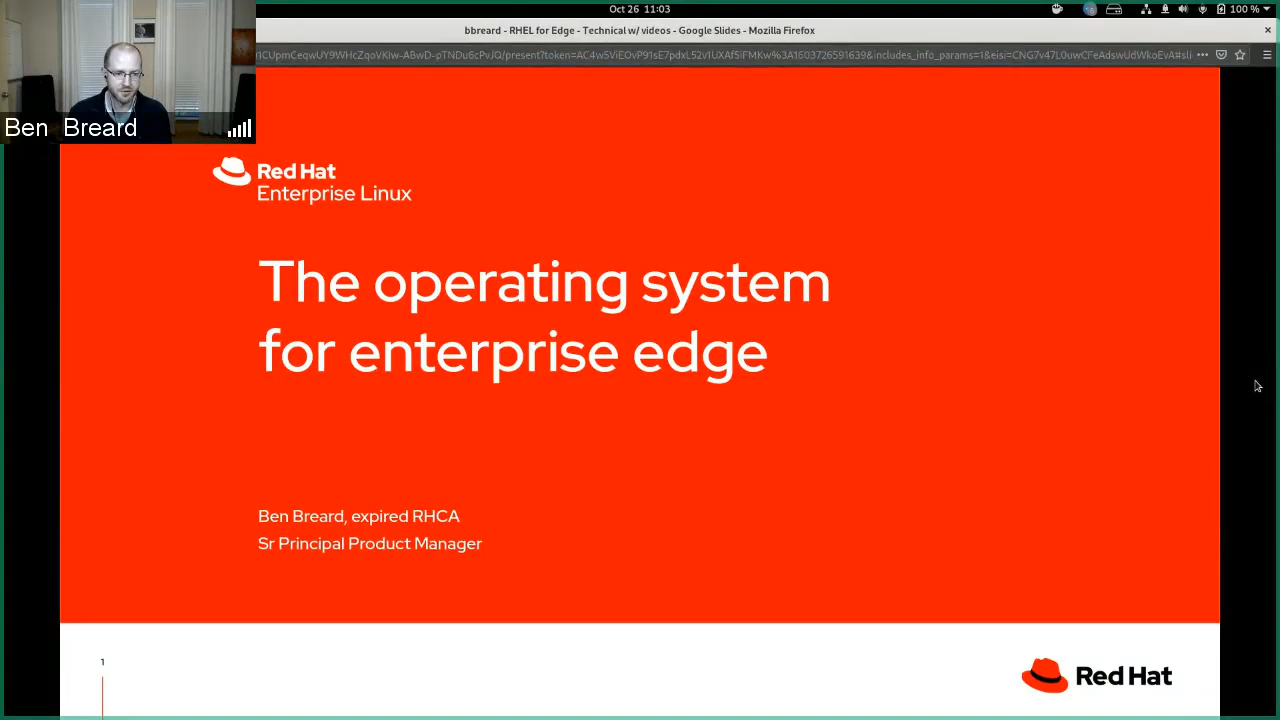 Oct 26 11:03
100 %
bbreard - RHEL for Edge - Technical w/ videos - Google Slides - Mozilla Firefox
Ben Breard
Red Hat
Enterprise Linux
The operating system
for enterprise edge
Ben Breard, expired RHCA
Sr Principal Product Manager
1
Red Hat